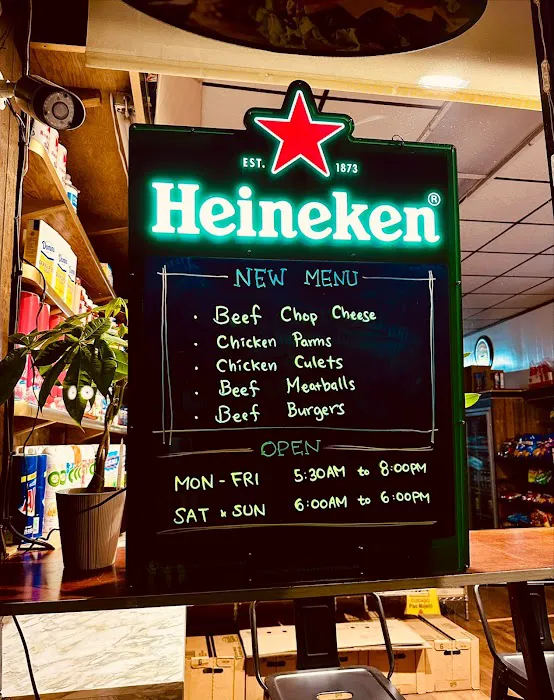 EST. 1873
Heineken®
NEW MENU
· Beef Chop Cheese
· Chicken Parms
· Chicken Culets
· Beef Meatballs
· Beef Burgers
OPEN
MON - FRI 5:30AM to 8:00PM
SAT & SUN 6:00AM to 6:00PM